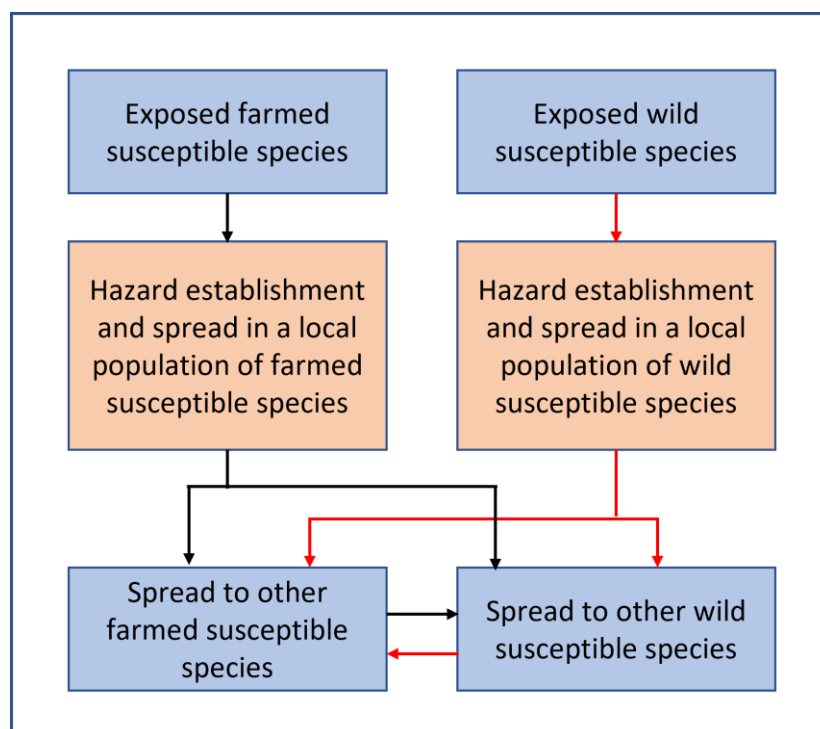 Exposed farmed
susceptible species
Exposed wild
susceptible species
Hazard establishment
and spread in a local
population of farmed
susceptible species
Hazard establishment
and spread in a local
population of wild
susceptible species
Spread to other
farmed susceptible
species
Spread to other wild
susceptible species